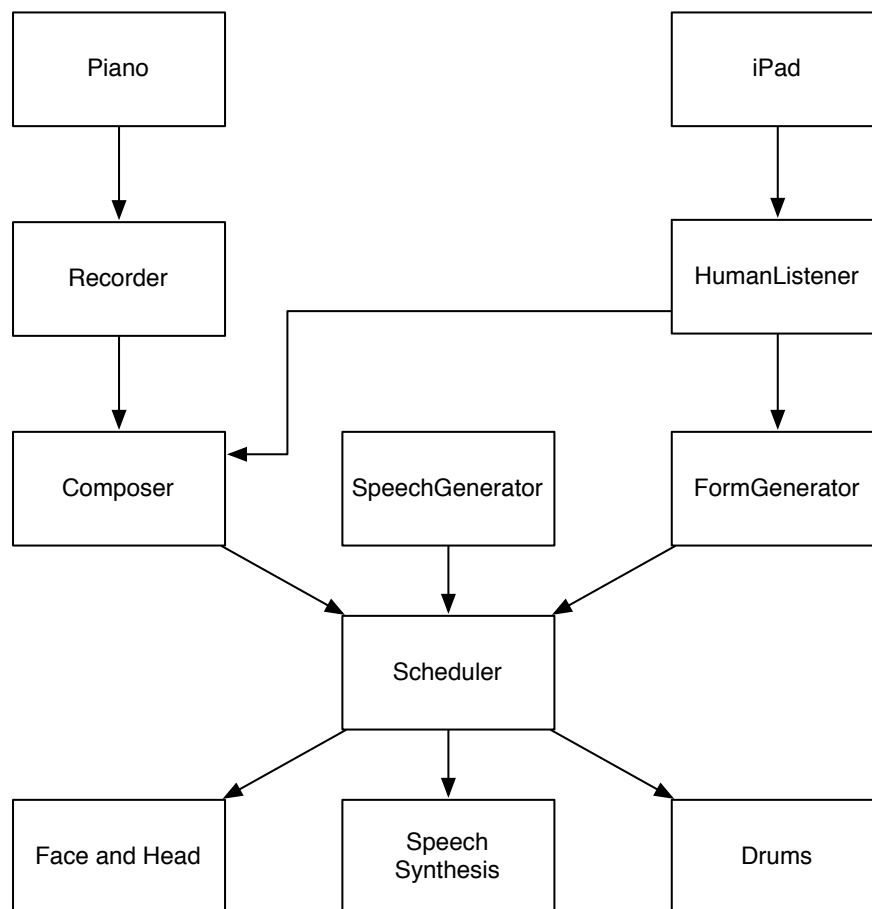 Piano
iPad
Recorder
HumanListener
Composer
SpeechGenerator
FormGenerator
Scheduler
Face and Head
Speech
Synthesis
Drums